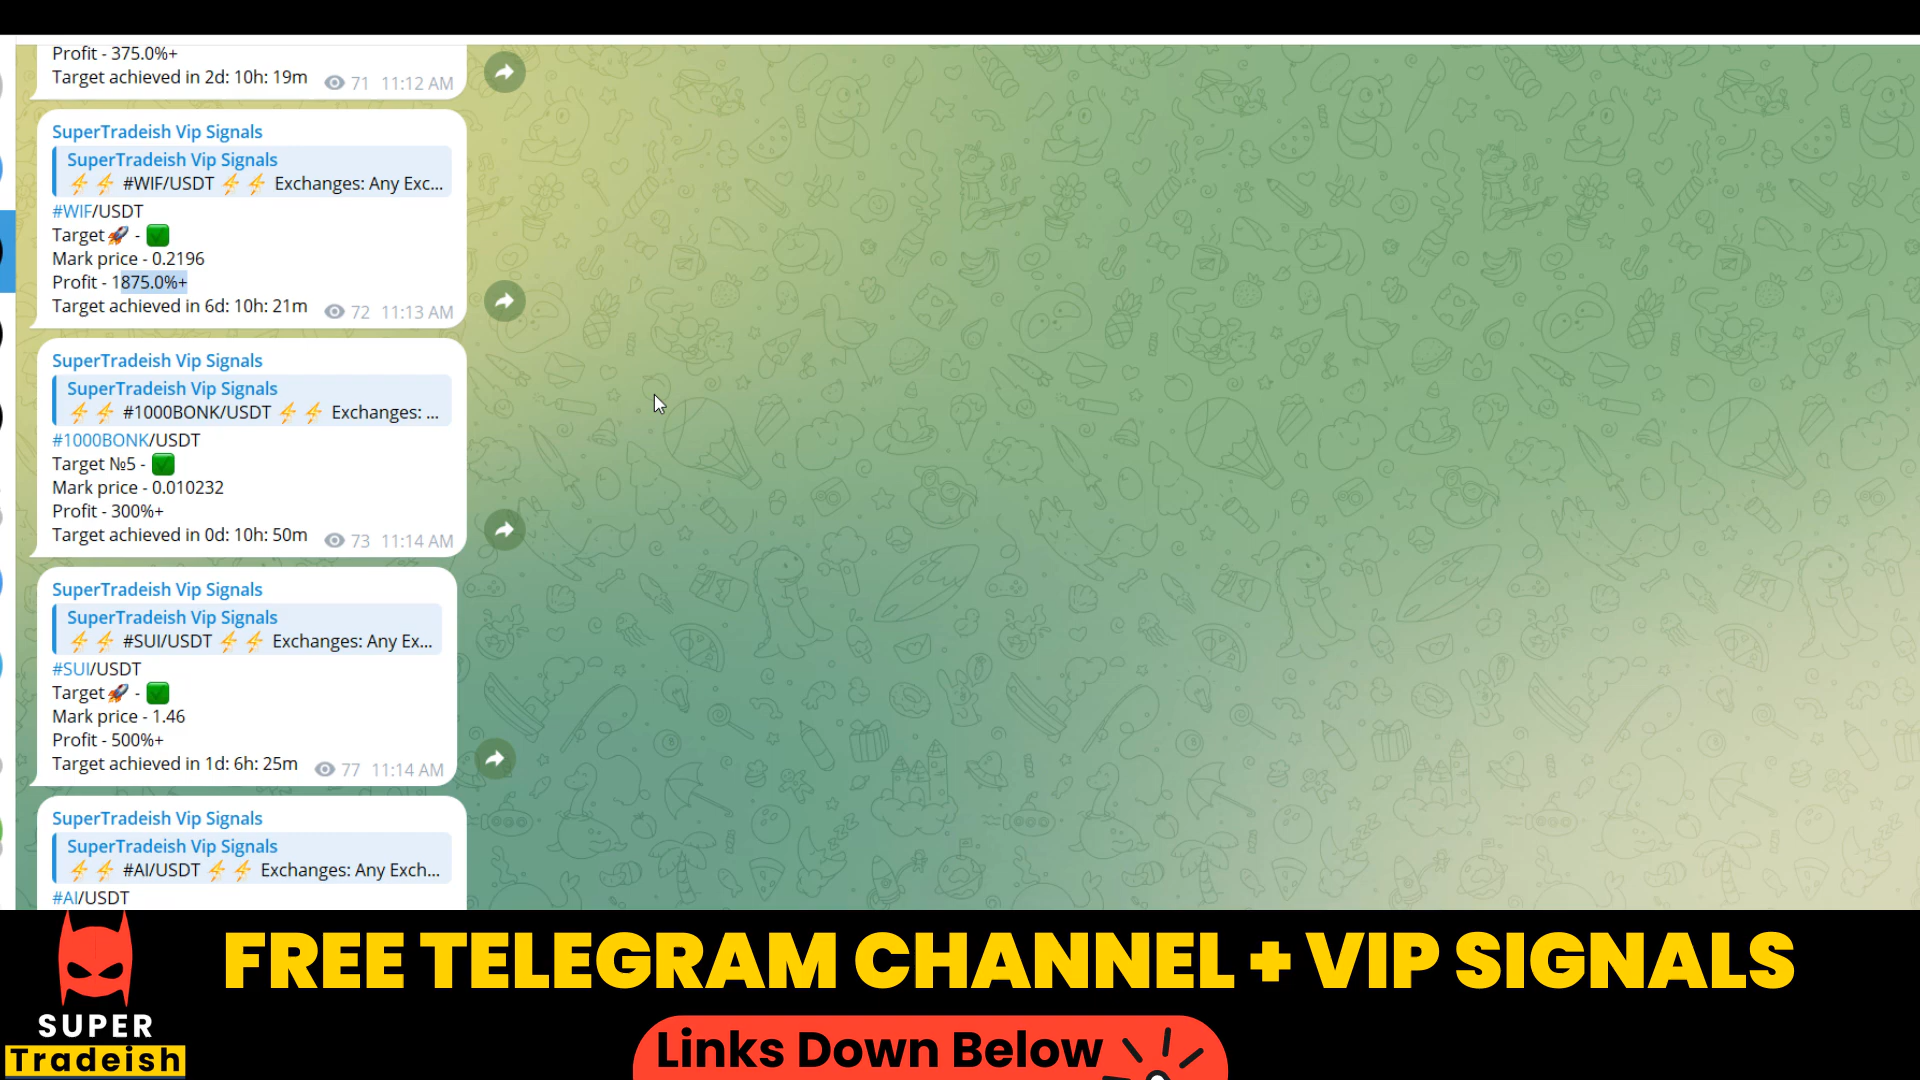 Profit - 375.0%+
Target achieved in 2d: 10h: 19m 71 11:12 AM
SuperTradeish Vip Signals
SuperTradeish Vip Signals
⚡ ⚡ #WIF/USDT ⚡ ⚡ Exchanges: Any Exc...
#WIF/USDT
Target🚀 - ✅
Mark price - 0.2196
Profit - 1875.0%+
Target achieved in 6d: 10h: 21m 72 11:13 AM
SuperTradeish Vip Signals
SuperTradeish Vip Signals
⚡ ⚡ #1000BONK/USDT ⚡ ⚡ Exchanges: ...
#1000BONK/USDT
Target №5 - ✅
Mark price - 0.010232
Profit - 300%+
Target achieved in 0d: 10h: 50m 73 11:14 AM
SuperTradeish Vip Signals
SuperTradeish Vip Signals
⚡ ⚡ #SUI/USDT ⚡ ⚡ Exchanges: Any Ex...
#SUI/USDT
Target🚀 - ✅
Mark price - 1.46
Profit - 500%+
Target achieved in 1d: 6h: 25m 77 11:14 AM
SuperTradeish Vip Signals
SuperTradeish Vip Signals
⚡ ⚡ #AI/USDT ⚡ ⚡ Exchanges: Any Exch...
#AI/USDT
FREE TELEGRAM CHANNEL + VIP SIGNALS
SUPER
Tradeish
Links Down Below